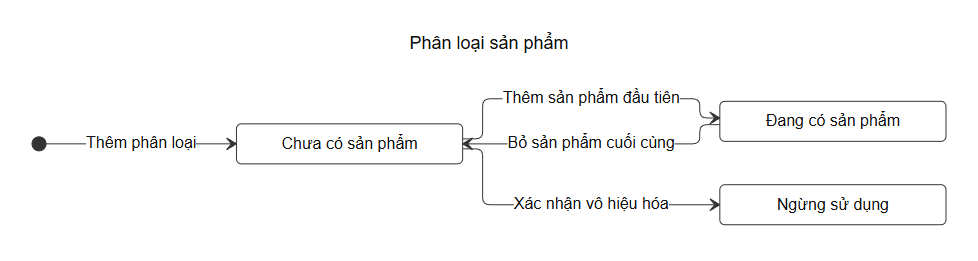 Phân loại sản phẩm
Thêm phân loại
Chưa có sản phẩm
Thêm sản phẩm đầu tiên
Đang có sản phẩm
Bỏ sản phẩm cuối cùng
Xác nhận vô hiệu hóa
Ngừng sử dụng